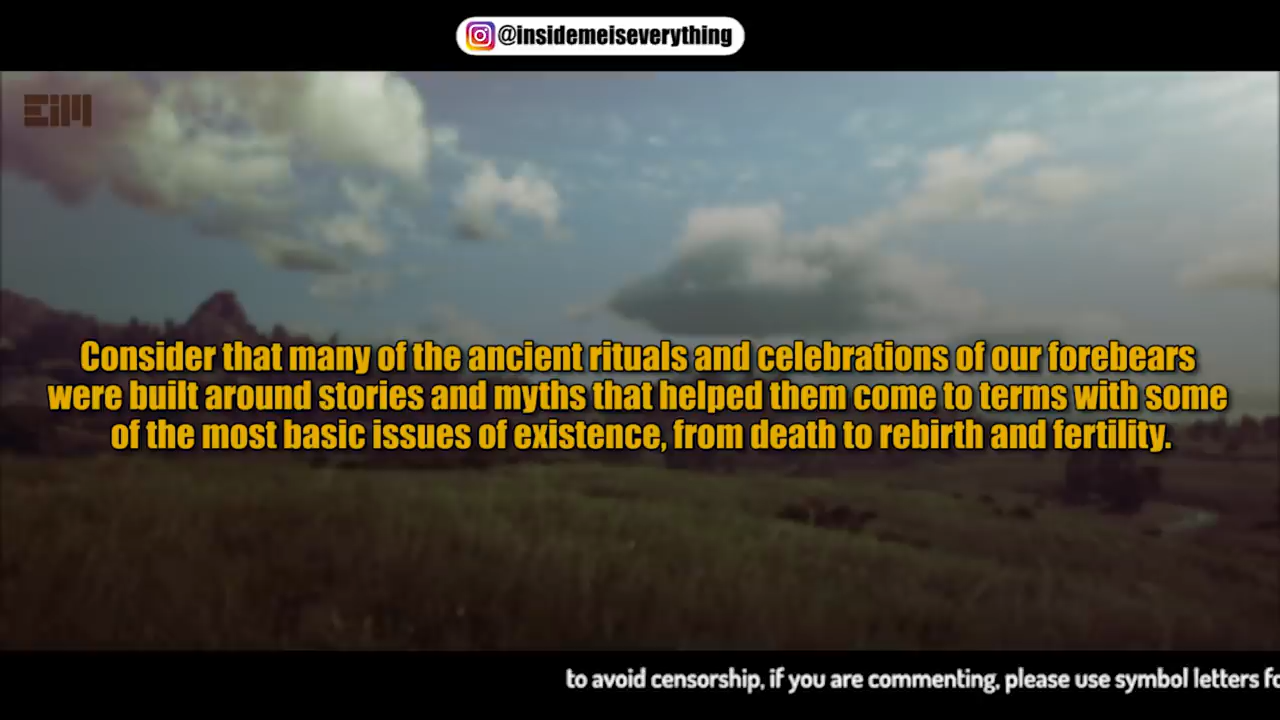 @insidemeiseverything
EiM
Consider that many of the ancient rituals and celebrations of our forebears
were built around stories and myths that helped them come to terms with some
of the most basic issues of existence, from death to rebirth and fertility.
to avoid censorship, if you are commenting, please use symbol letters fo